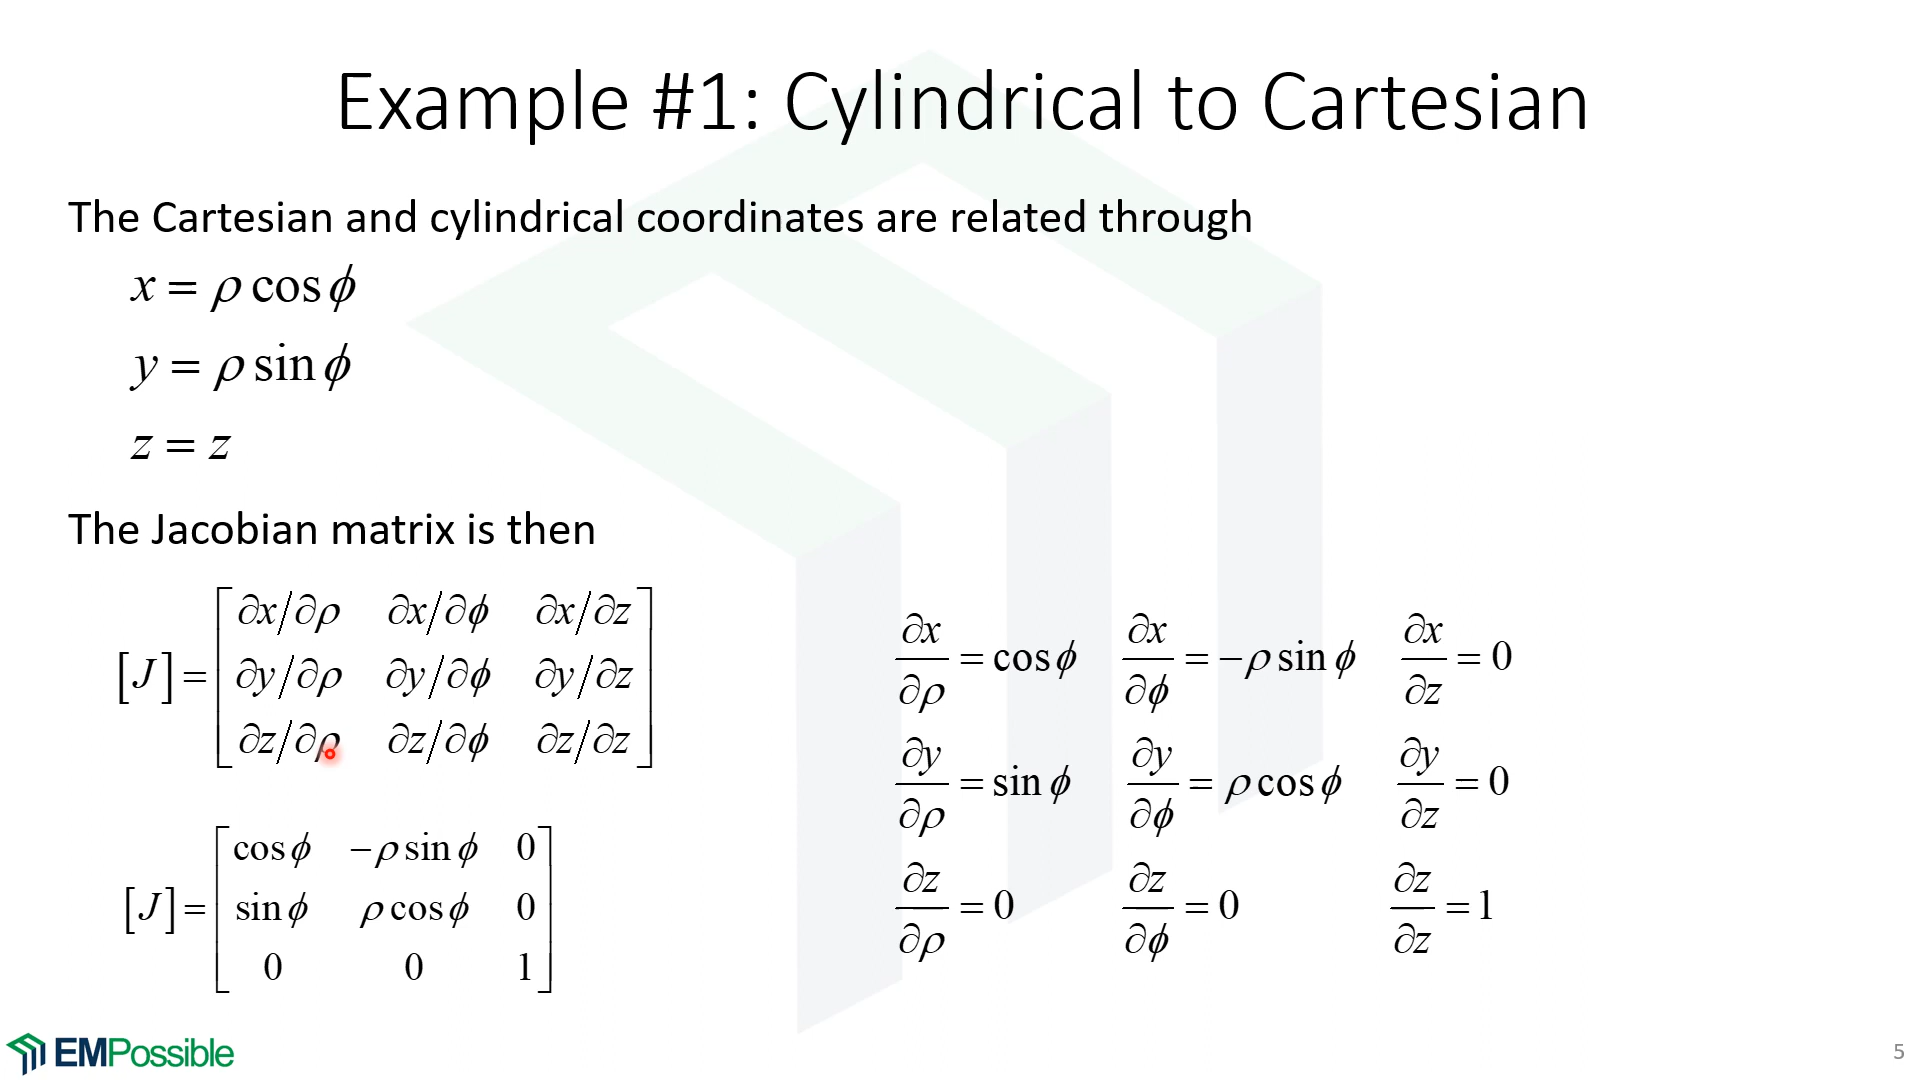 Example #1: Cylindrical to Cartesian
The Cartesian and cylindrical coordinates are related through
x = ρ cos ϕ
y = ρ sin ϕ
z = z
The Jacobian matrix is then
[J] = [ ∂x/∂ρ ∂x/∂ϕ ∂x/∂z
∂y/∂ρ ∂y/∂ϕ ∂y/∂z
∂z/∂ρ ∂z/∂ϕ ∂z/∂z ]
[J] = [ cos ϕ −ρ sin ϕ 0
sin ϕ ρ cos ϕ 0
0 0 1 ]
∂x/∂ρ = cos ϕ ∂x/∂ϕ = −ρ sin ϕ ∂x/∂z = 0
∂y/∂ρ = sin ϕ ∂y/∂ϕ = ρ cos ϕ ∂y/∂z = 0
∂z/∂ρ = 0 ∂z/∂ϕ = 0 ∂z/∂z = 1
EMPossible
5